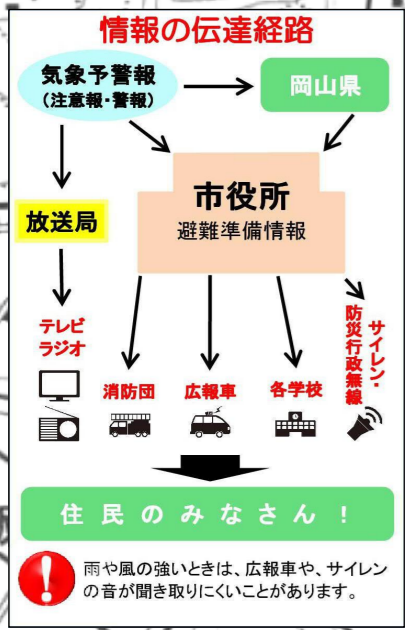 情報の伝達経路
気象予警報
(注意報・警報)
岡山県
市役所
避難準備情報
放送局
テレビ
ラジオ
消防団
広報車
各学校
サイレン・
防災行政無線
住民のみなさん!
雨や風の強いときは、広報車や、サイレン
の音が聞き取りにくいことがあります。